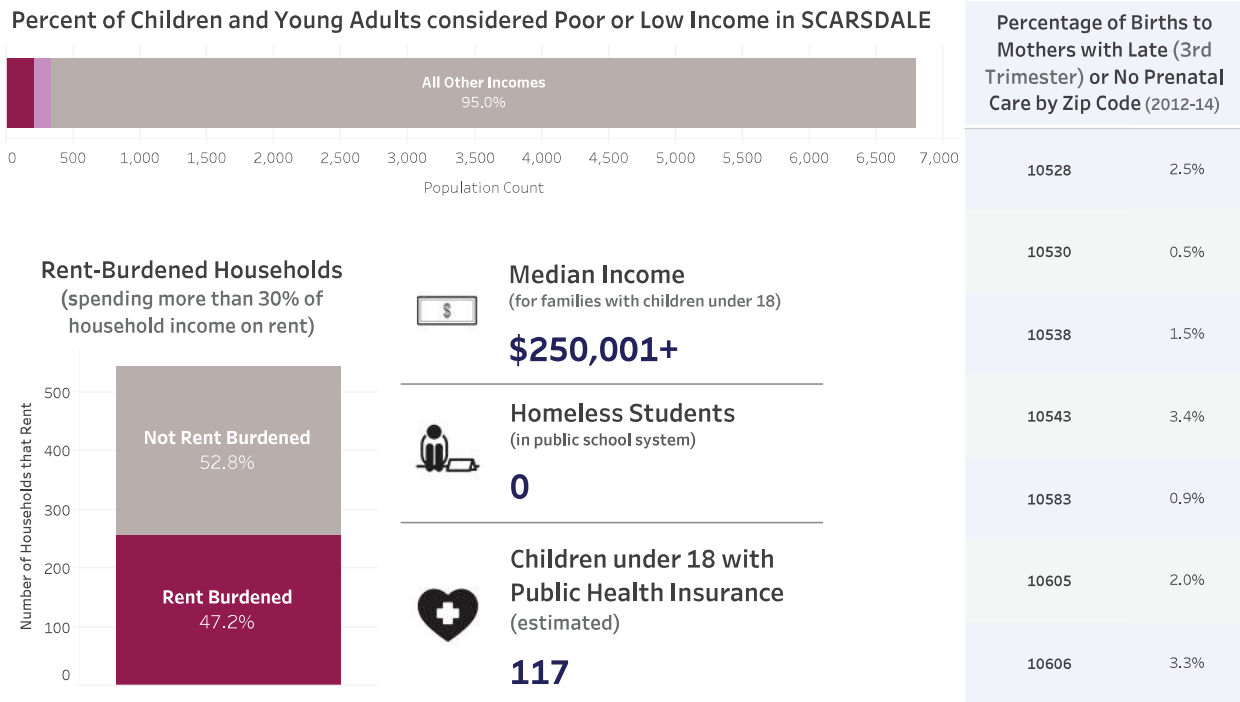 Percent of Children and Young Adults considered Poor or Low Income in SCARSDALE
All Other Incomes
95.0%
0 500 1,000 1,500 2,000 2,500 3,000 3,500 4,000 4,500 5,000 5,500 6,000 6,500 7,000
Population Count
Rent-Burdened Households
(spending more than 30% of
household income on rent)
Number of Households that Rent
500
400
300
200
100
0
Not Rent Burdened
52.8%
Rent Burdened
47.2%
$
Median Income
(for families with children under 18)
$250,001+
Homeless Students
(in public school system)
0
Children under 18 with
Public Health Insurance
(estimated)
117
Percentage of Births to
Mothers with Late (3rd
Trimester) or No Prenatal
Care by Zip Code (2012-14)
10528 2.5%
10530 0.5%
10538 1.5%
10543 3.4%
10583 0.9%
10605 2.0%
10606 3.3%